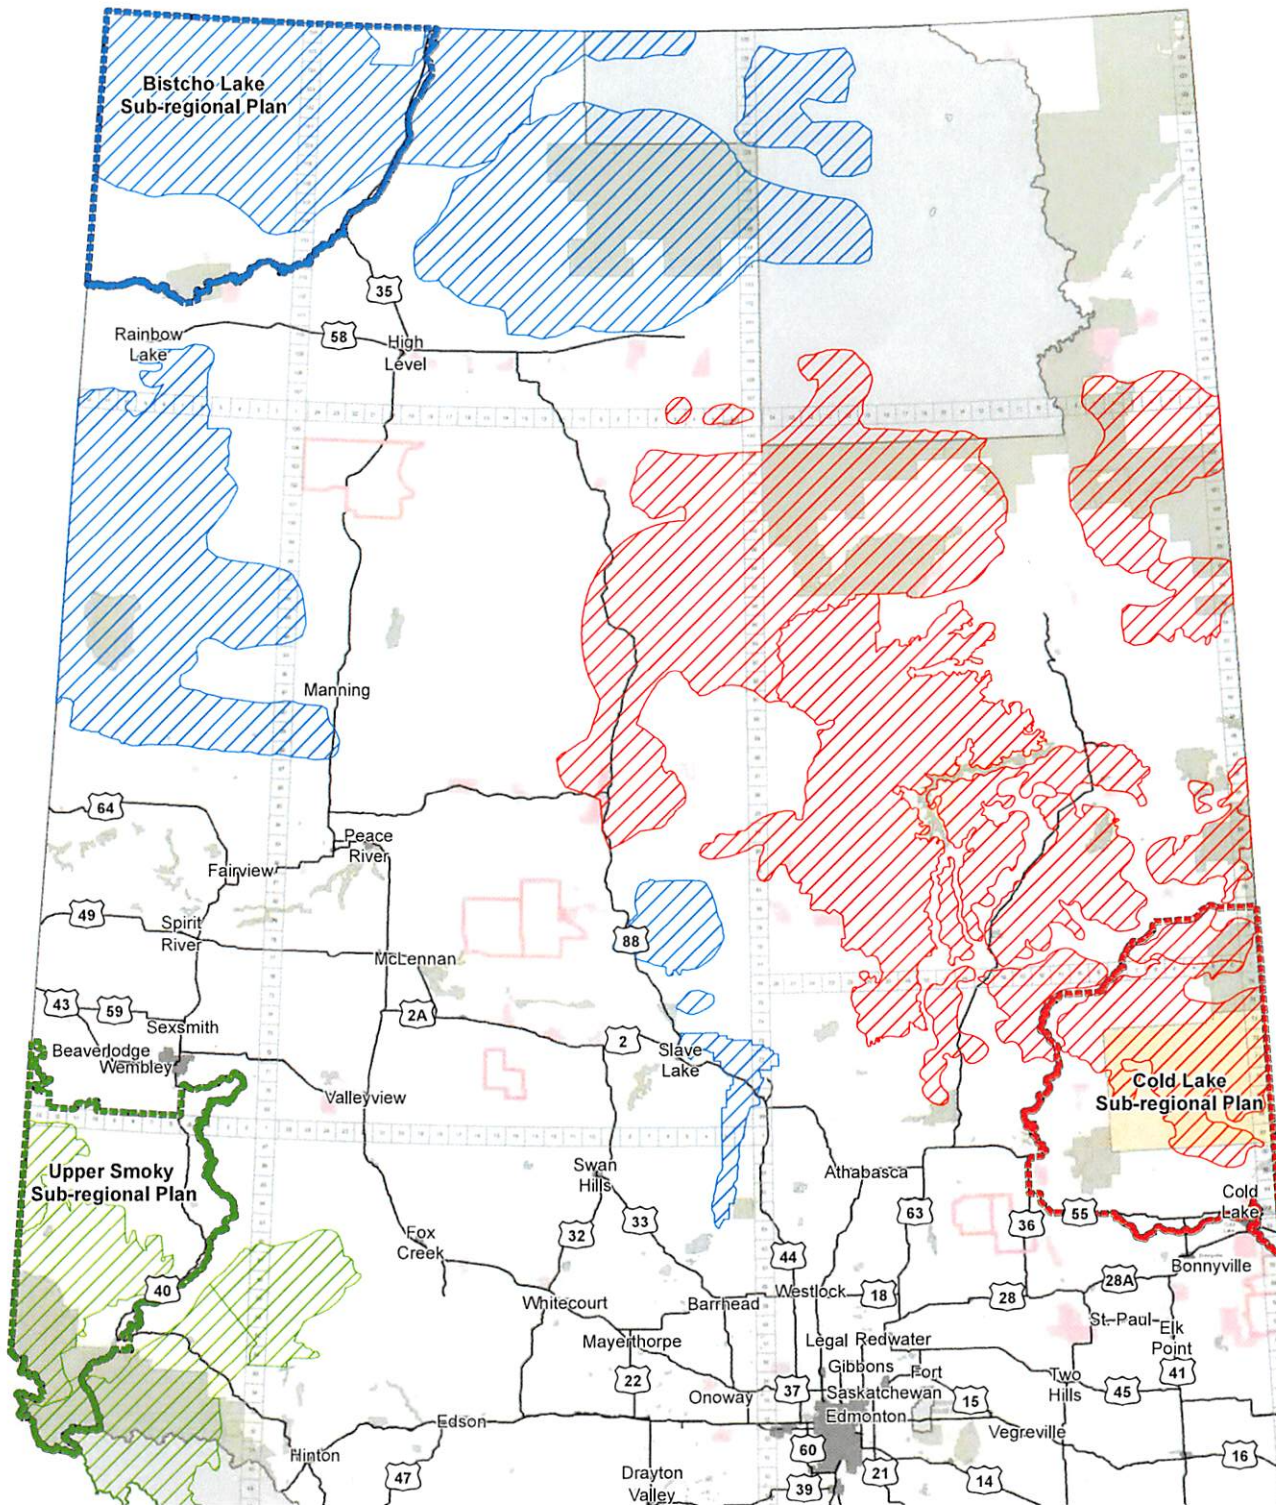 Bistcho Lake
Sub-regional Plan
35
Rainbow
Lake
58
High
Level
Manning
64
Peace
River
Fairview
49
Spirit
River
McLennan
88
43
59
Sexsmith
2A
2
Beaverlodge
Wembley
Slave
Lake
Valleyview
Cold Lake
Sub-regional Plan
Upper Smoky
Sub-regional Plan
Swan
Hills
Athabasca
Cold
Lake
63
36
55
33
32
Fox
Creek
44
Bonnyville
40
28A
Whitecourt
Barrhead
Westlock
18
28
St. Paul
Elk
Point
Mayerthorpe
Legal
Redwater
Gibbons
Fort
Saskatchewan
Two
Hills
41
22
Onoway
37
15
45
Edson
Edmonton
Vegreville
Hinton
60
16
47
Drayton
Valley
39
21
14